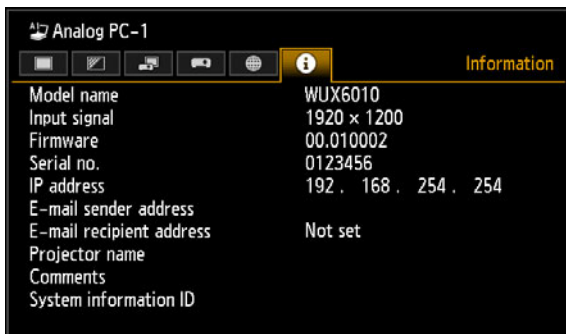 Analog PC-1
Information
Model name WUX6010
Input signal 1920 × 1200
Firmware 00.010002
Serial no. 0123456
IP address 192 . 168 . 254 . 254
E-mail sender address
E-mail recipient address Not set
Projector name
Comments
System information ID